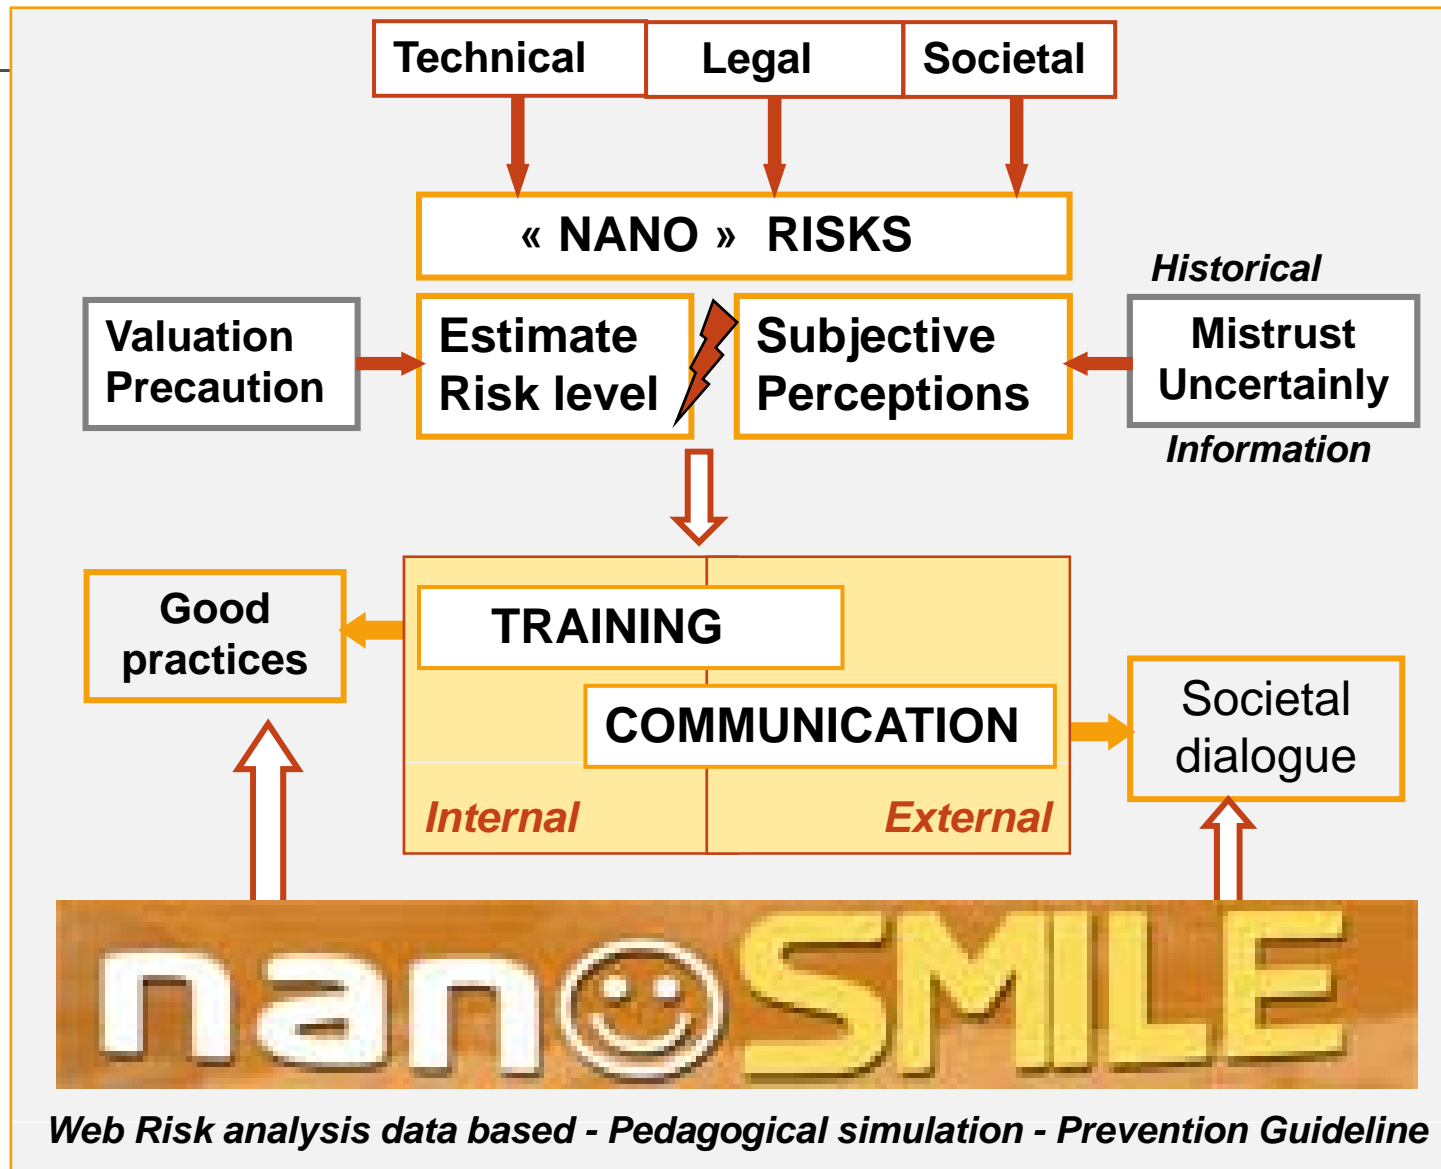 Technical
Legal
Societal
« NANO » RISKS
Historical
Valuation
Precaution
Estimate
Risk level
Subjective
Perceptions
Mistrust
Uncertainly
Information
Good
practices
TRAINING
COMMUNICATION
Societal
dialogue
Internal
External
nanoSMILE
Web Risk analysis data based - Pedagogical simulation - Prevention Guideline